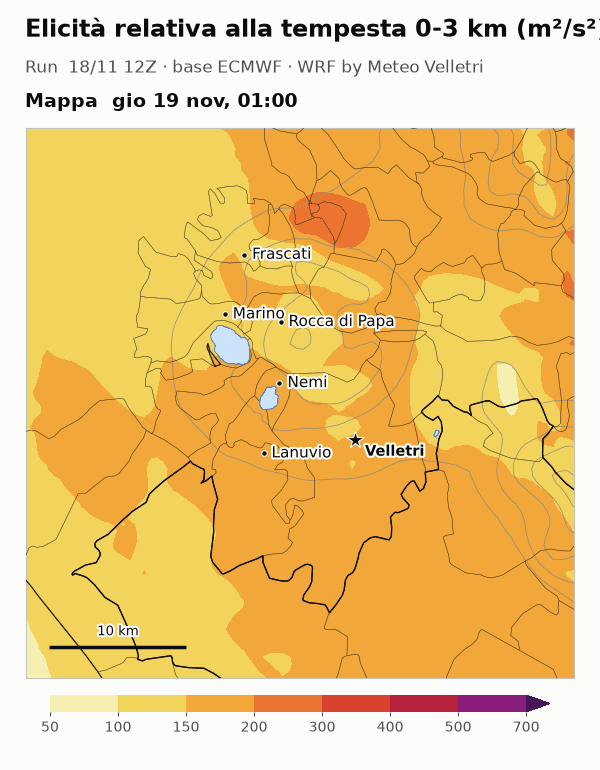 Elicità relativa alla tempesta 0-3 km (m²/s²)
Run 18/11 12Z · base ECMWF · WRF by Meteo Velletri
Mappa gio 19 nov, 01:00
Frascati
Marino
Rocca di Papa
Nemi
Velletri
Lanuvio
10 km
50 100 150 200 300 400 500 700